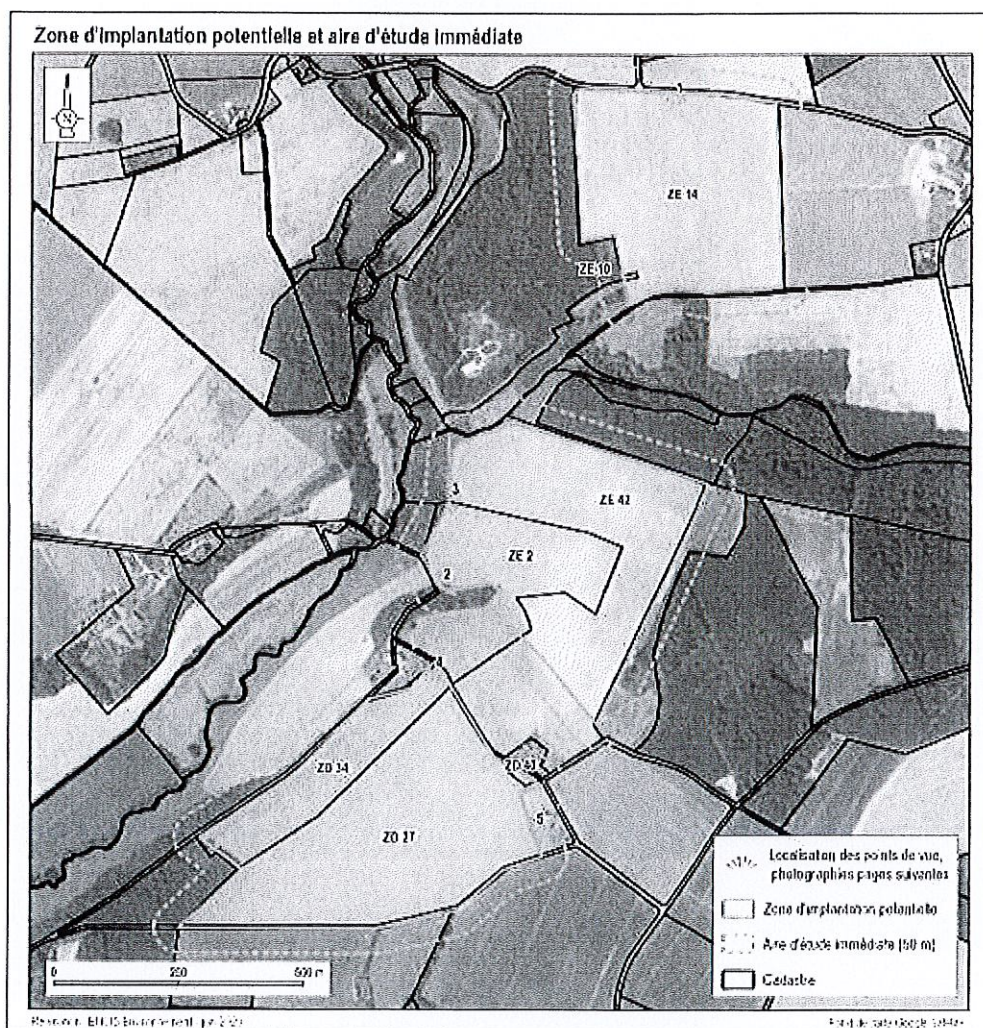 Zone d'implantation potentielle et aire d'étude immédiate
N
1
ZE 14
ZE 10
3
ZE 42
ZE 2
2
4
ZD 34
ZD 27
5
Localisation des points de vue,
photographies pages suivantes
Zone d'implantation potentielle
Aire d'étude immédiate (50 m)
Cadastre
0 250 500 m